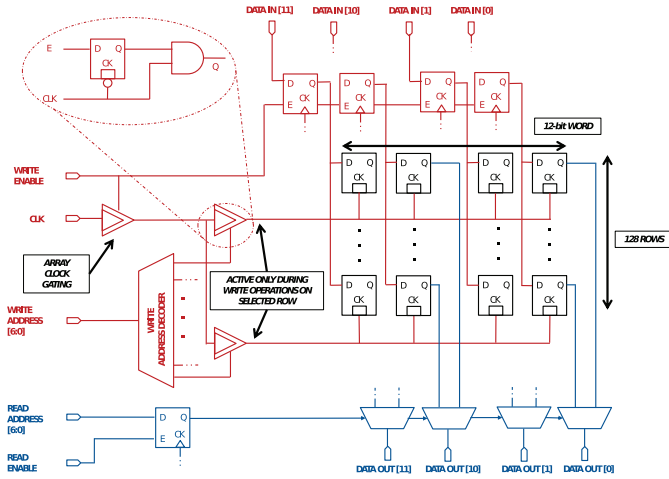 DATA IN [11] DATA IN [10] DATA IN [1] DATA IN [0]
E D Q
CK
Q
CLK
D Q D Q D Q D Q
E CK E CK E CK E CK
12-bit WORD
WRITE
ENABLE
D Q D Q D Q D Q
CK CK CK CK
CLK
ARRAY
CLOCK
GATING
ACTIVE ONLY DURING
WRITE OPERATIONS ON
SELECTED ROW
128 ROWS
WRITE
ADDRESS
[6:0]
WRITE
ADDRESS DECODER
D Q D Q D Q D Q
CK CK CK CK
READ
ADDRESS
[6:0]
D Q
E CK
READ
ENABLE
DATA OUT [11] DATA OUT [10] DATA OUT [1] DATA OUT [0]